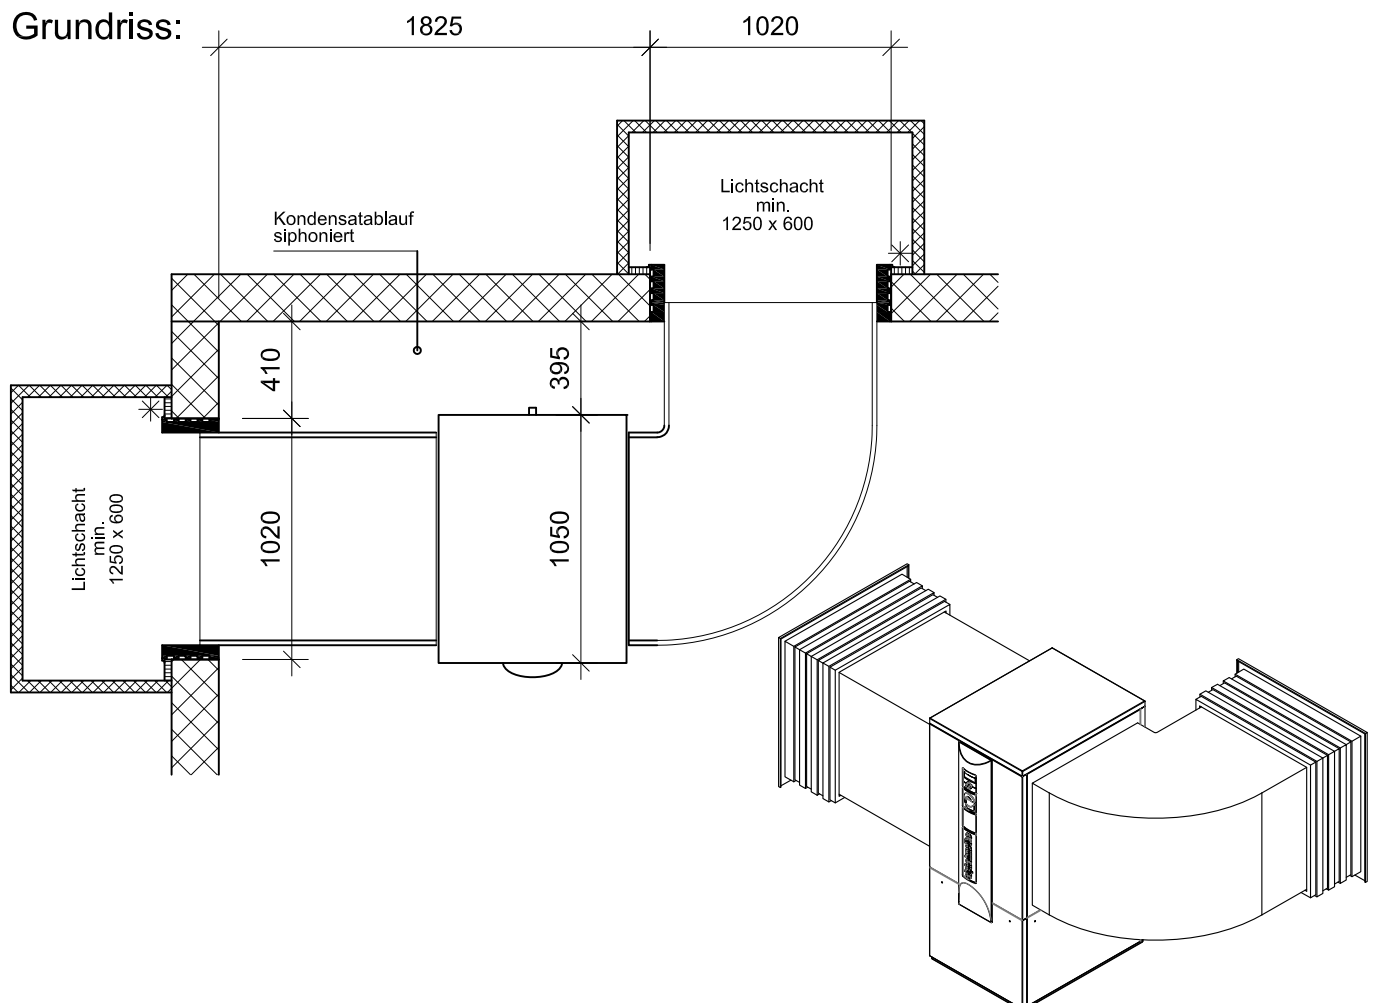 Grundriss:
1825
1020
Lichtschacht
min.
1250 x 600
Kondensatablauf
siphoniert
410
395
Lichtschacht
min.
1250 x 600
1020
1050